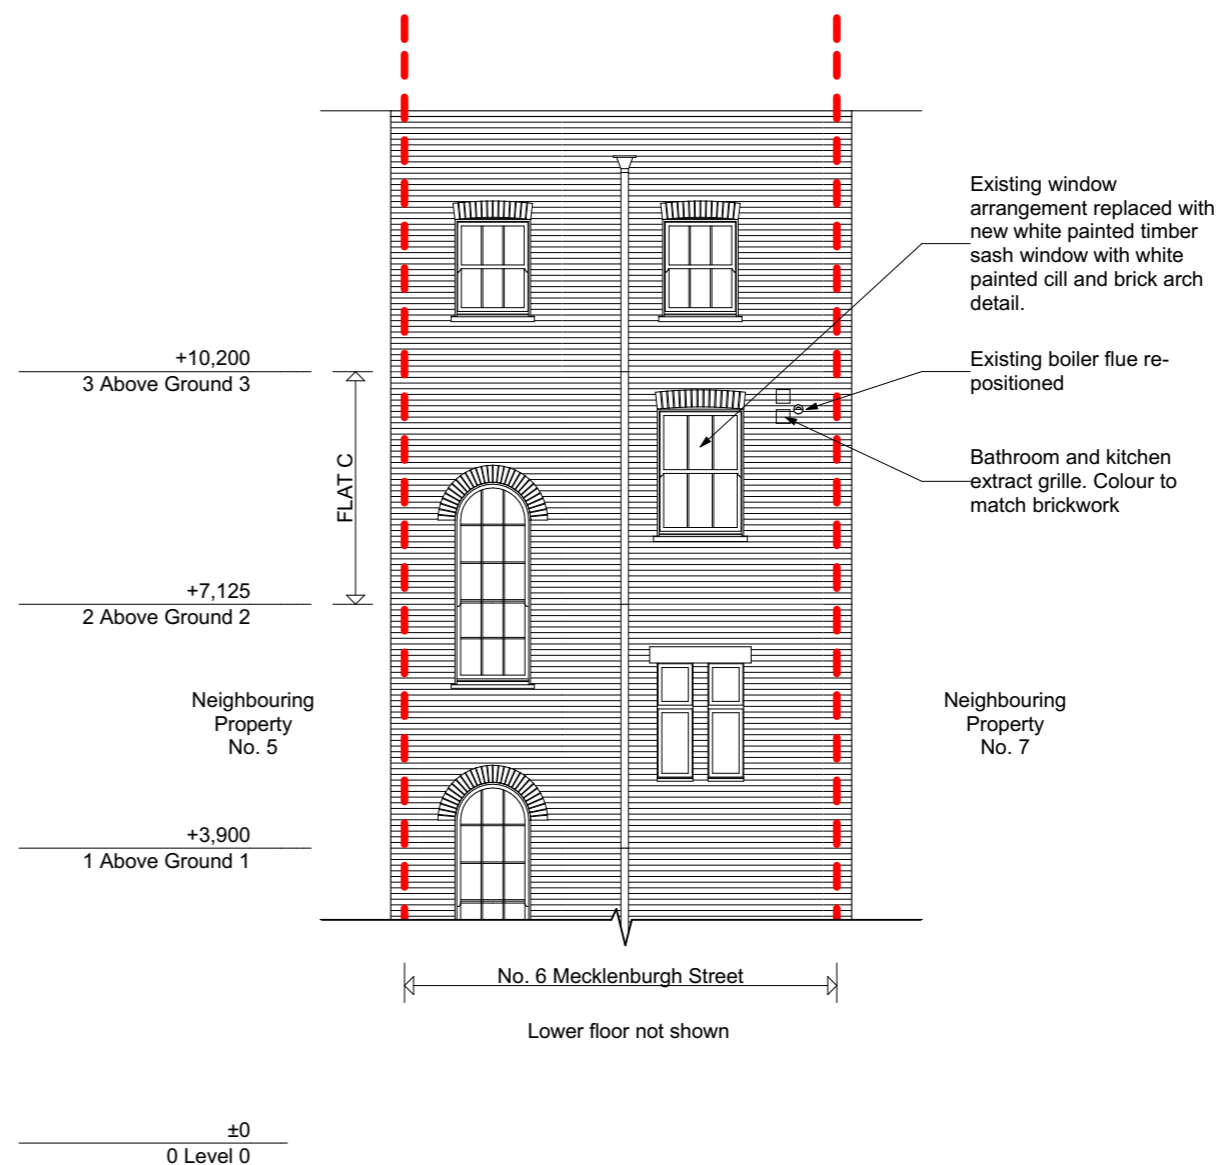 Existing window
arrangement replaced with
new white painted timber
sash window with white
painted cill and brick arch
detail.
+10,200
3 Above Ground 3
Existing boiler flue re-
positioned
FLAT C
Bathroom and kitchen
extract grille. Colour to
match brickwork
+7,125
2 Above Ground 2
Neighbouring
Property
No. 5
Neighbouring
Property
No. 7
+3,900
1 Above Ground 1
No. 6 Mecklenburgh Street
Lower floor not shown
±0
0 Level 0